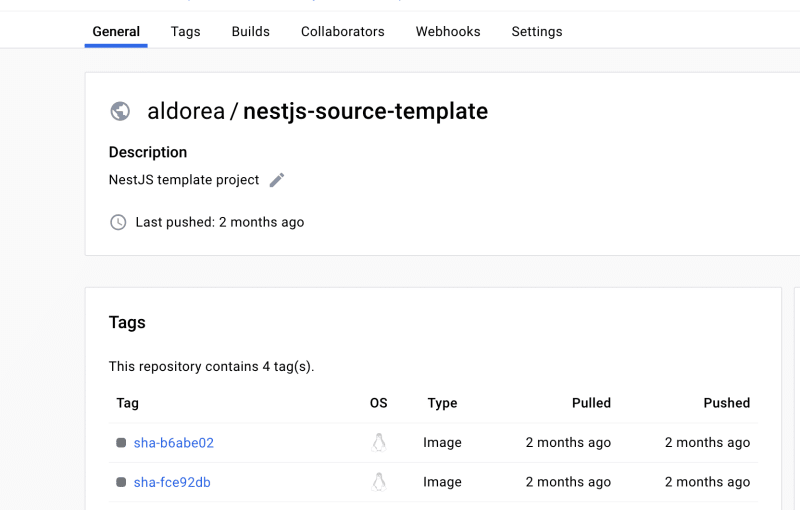 General Tags Builds Collaborators Webhooks Settings
aldorea / nestjs-source-template
Description
NestJS template project
Last pushed: 2 months ago
Tags
This repository contains 4 tag(s).
Tag OS Type Pulled Pushed
sha-b6abe02 Image 2 months ago 2 months ago
sha-fce92db Image 2 months ago 2 months ago